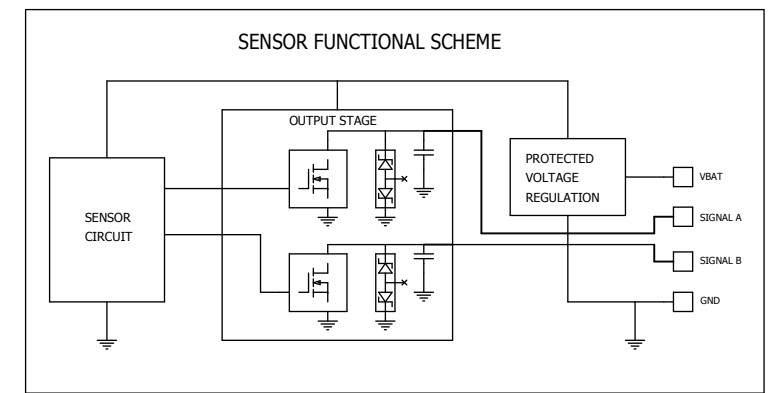 SENSOR FUNCTIONAL SCHEME
OUTPUT STAGE
PROTECTED
VOLTAGE
REGULATION
VBAT
SENSOR
CIRCUIT
SIGNAL A
SIGNAL B
GND